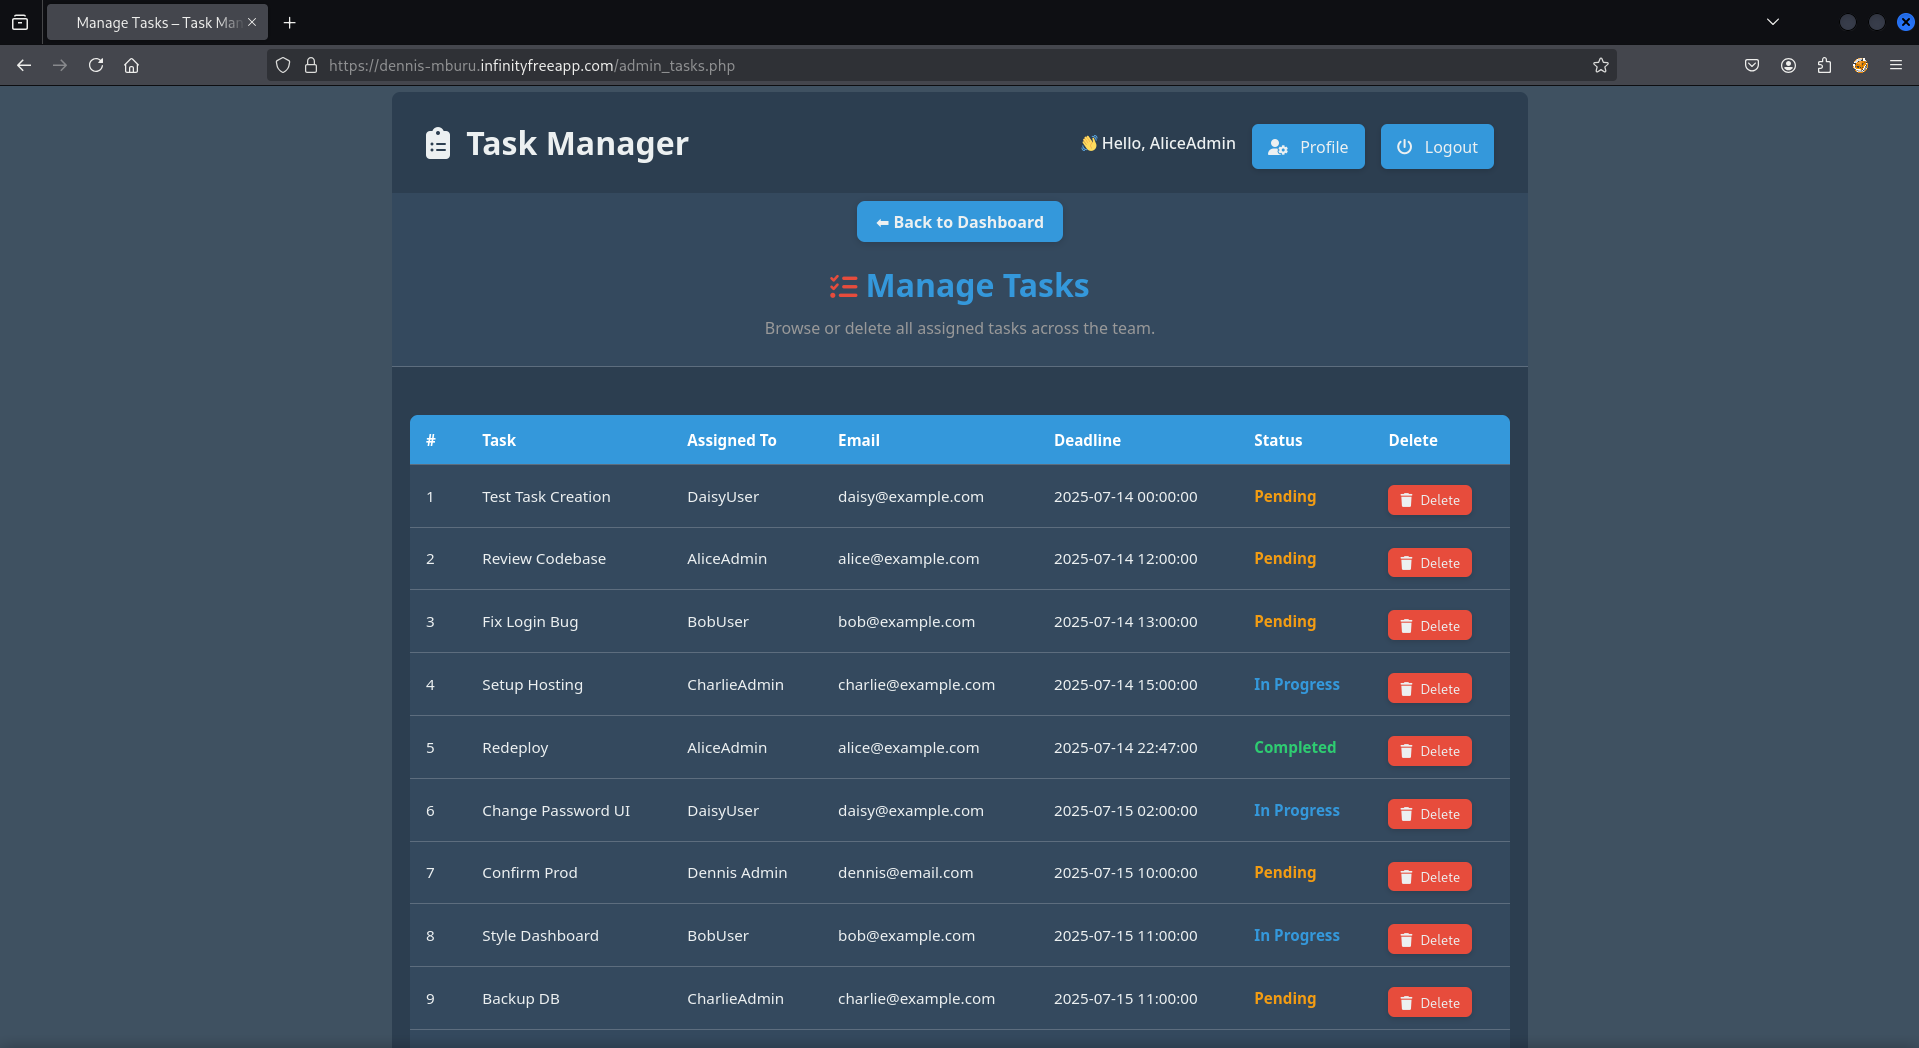 Manage Tasks – Task Man
https://dennis-mburu.infinityfreeapp.com/admin_tasks.php
Task Manager
👋 Hello, AliceAdmin
Profile
Logout
⬅ Back to Dashboard
Manage Tasks
Browse or delete all assigned tasks across the team.
# Task Assigned To Email Deadline Status Delete
1 Test Task Creation DaisyUser daisy@example.com 2025-07-14 00:00:00 Pending Delete
2 Review Codebase AliceAdmin alice@example.com 2025-07-14 12:00:00 Pending Delete
3 Fix Login Bug BobUser bob@example.com 2025-07-14 13:00:00 Pending Delete
4 Setup Hosting CharlieAdmin charlie@example.com 2025-07-14 15:00:00 In Progress Delete
5 Redeploy AliceAdmin alice@example.com 2025-07-14 22:47:00 Completed Delete
6 Change Password UI DaisyUser daisy@example.com 2025-07-15 02:00:00 In Progress Delete
7 Confirm Prod Dennis Admin dennis@email.com 2025-07-15 10:00:00 Pending Delete
8 Style Dashboard BobUser bob@example.com 2025-07-15 11:00:00 In Progress Delete
9 Backup DB CharlieAdmin charlie@example.com 2025-07-15 11:00:00 Pending Delete